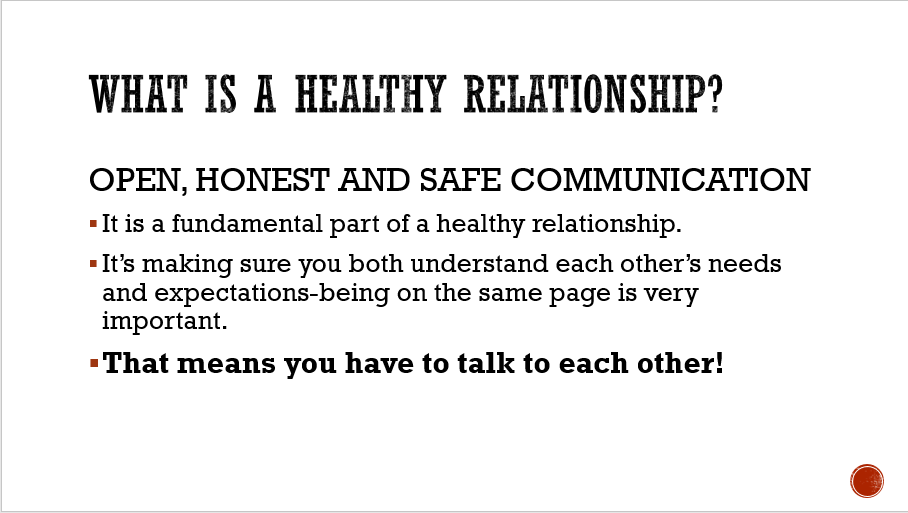 WHAT IS A HEALTHY RELATIONSHIP?
OPEN, HONEST AND SAFE COMMUNICATION
▪It is a fundamental part of a healthy relationship.
▪It’s making sure you both understand each other’s needs
and expectations-being on the same page is very
important.
▪That means you have to talk to each other!